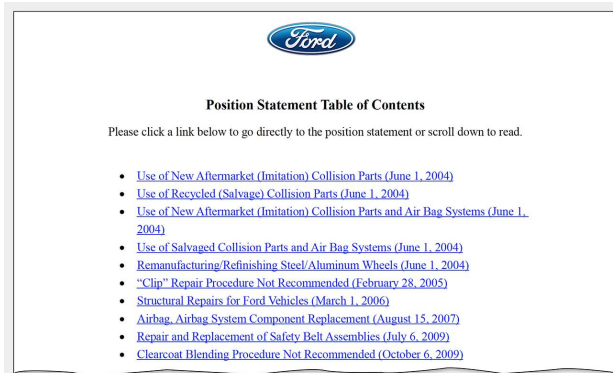 Ford
Position Statement Table of Contents
Please click a link below to go directly to the position statement or scroll down to read.
• Use of New Aftermarket (Imitation) Collision Parts (June 1, 2004)
• Use of Recycled (Salvage) Collision Parts (June 1, 2004)
• Use of New Aftermarket (Imitation) Collision Parts and Air Bag Systems (June 1,
2004)
• Use of Salvaged Collision Parts and Air Bag Systems (June 1, 2004)
• Remanufacturing/Refinishing Steel/Aluminum Wheels (June 1, 2004)
• “Clip” Repair Procedure Not Recommended (February 28, 2005)
• Structural Repairs for Ford Vehicles (March 1, 2006)
• Airbag, Airbag System Component Replacement (August 15, 2007)
• Repair and Replacement of Safety Belt Assemblies (July 6, 2009)
• Clearcoat Blending Procedure Not Recommended (October 6, 2009)